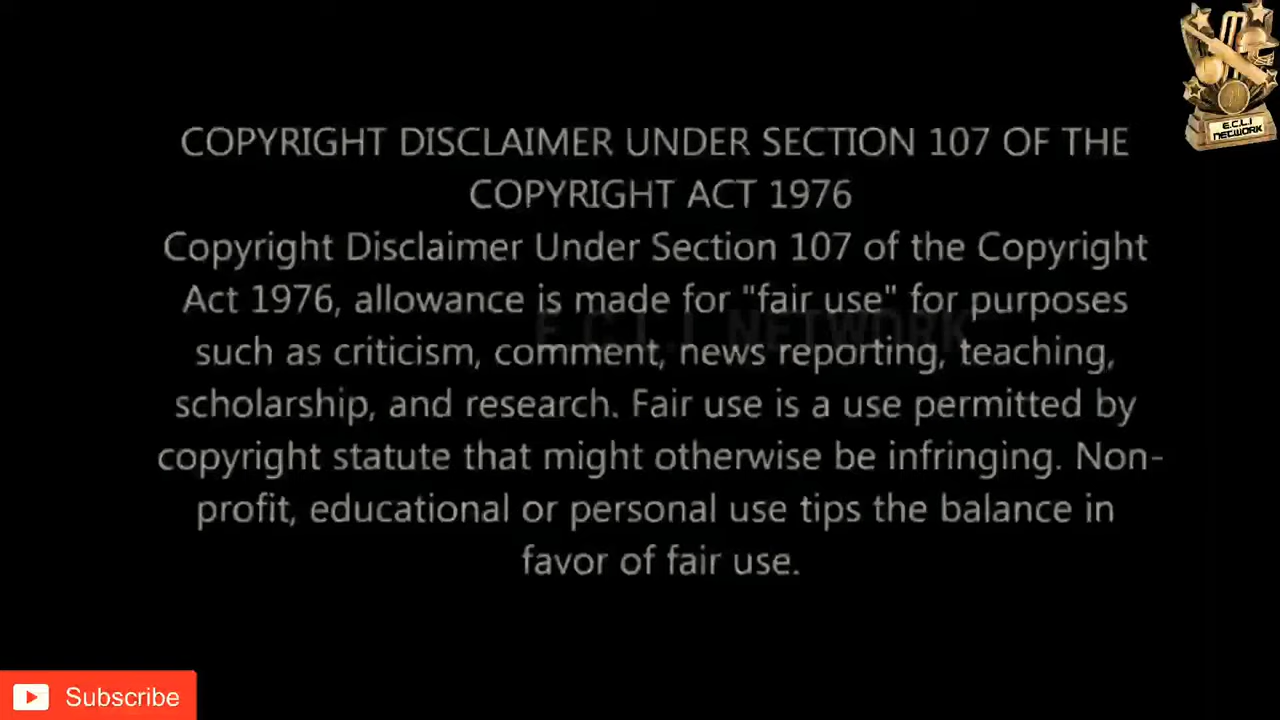 COPYRIGHT DISCLAIMER UNDER SECTION 107 OF THE
COPYRIGHT ACT 1976
Copyright Disclaimer Under Section 107 of the Copyright
Act 1976, allowance is made for "fair use" for purposes
such as criticism, comment, news reporting, teaching,
scholarship, and research. Fair use is a use permitted by
copyright statute that might otherwise be infringing. Non-
profit, educational or personal use tips the balance in
favor of fair use.
E.C.L.I NETWORK
E.C.L.I
NETWORK
Subscribe